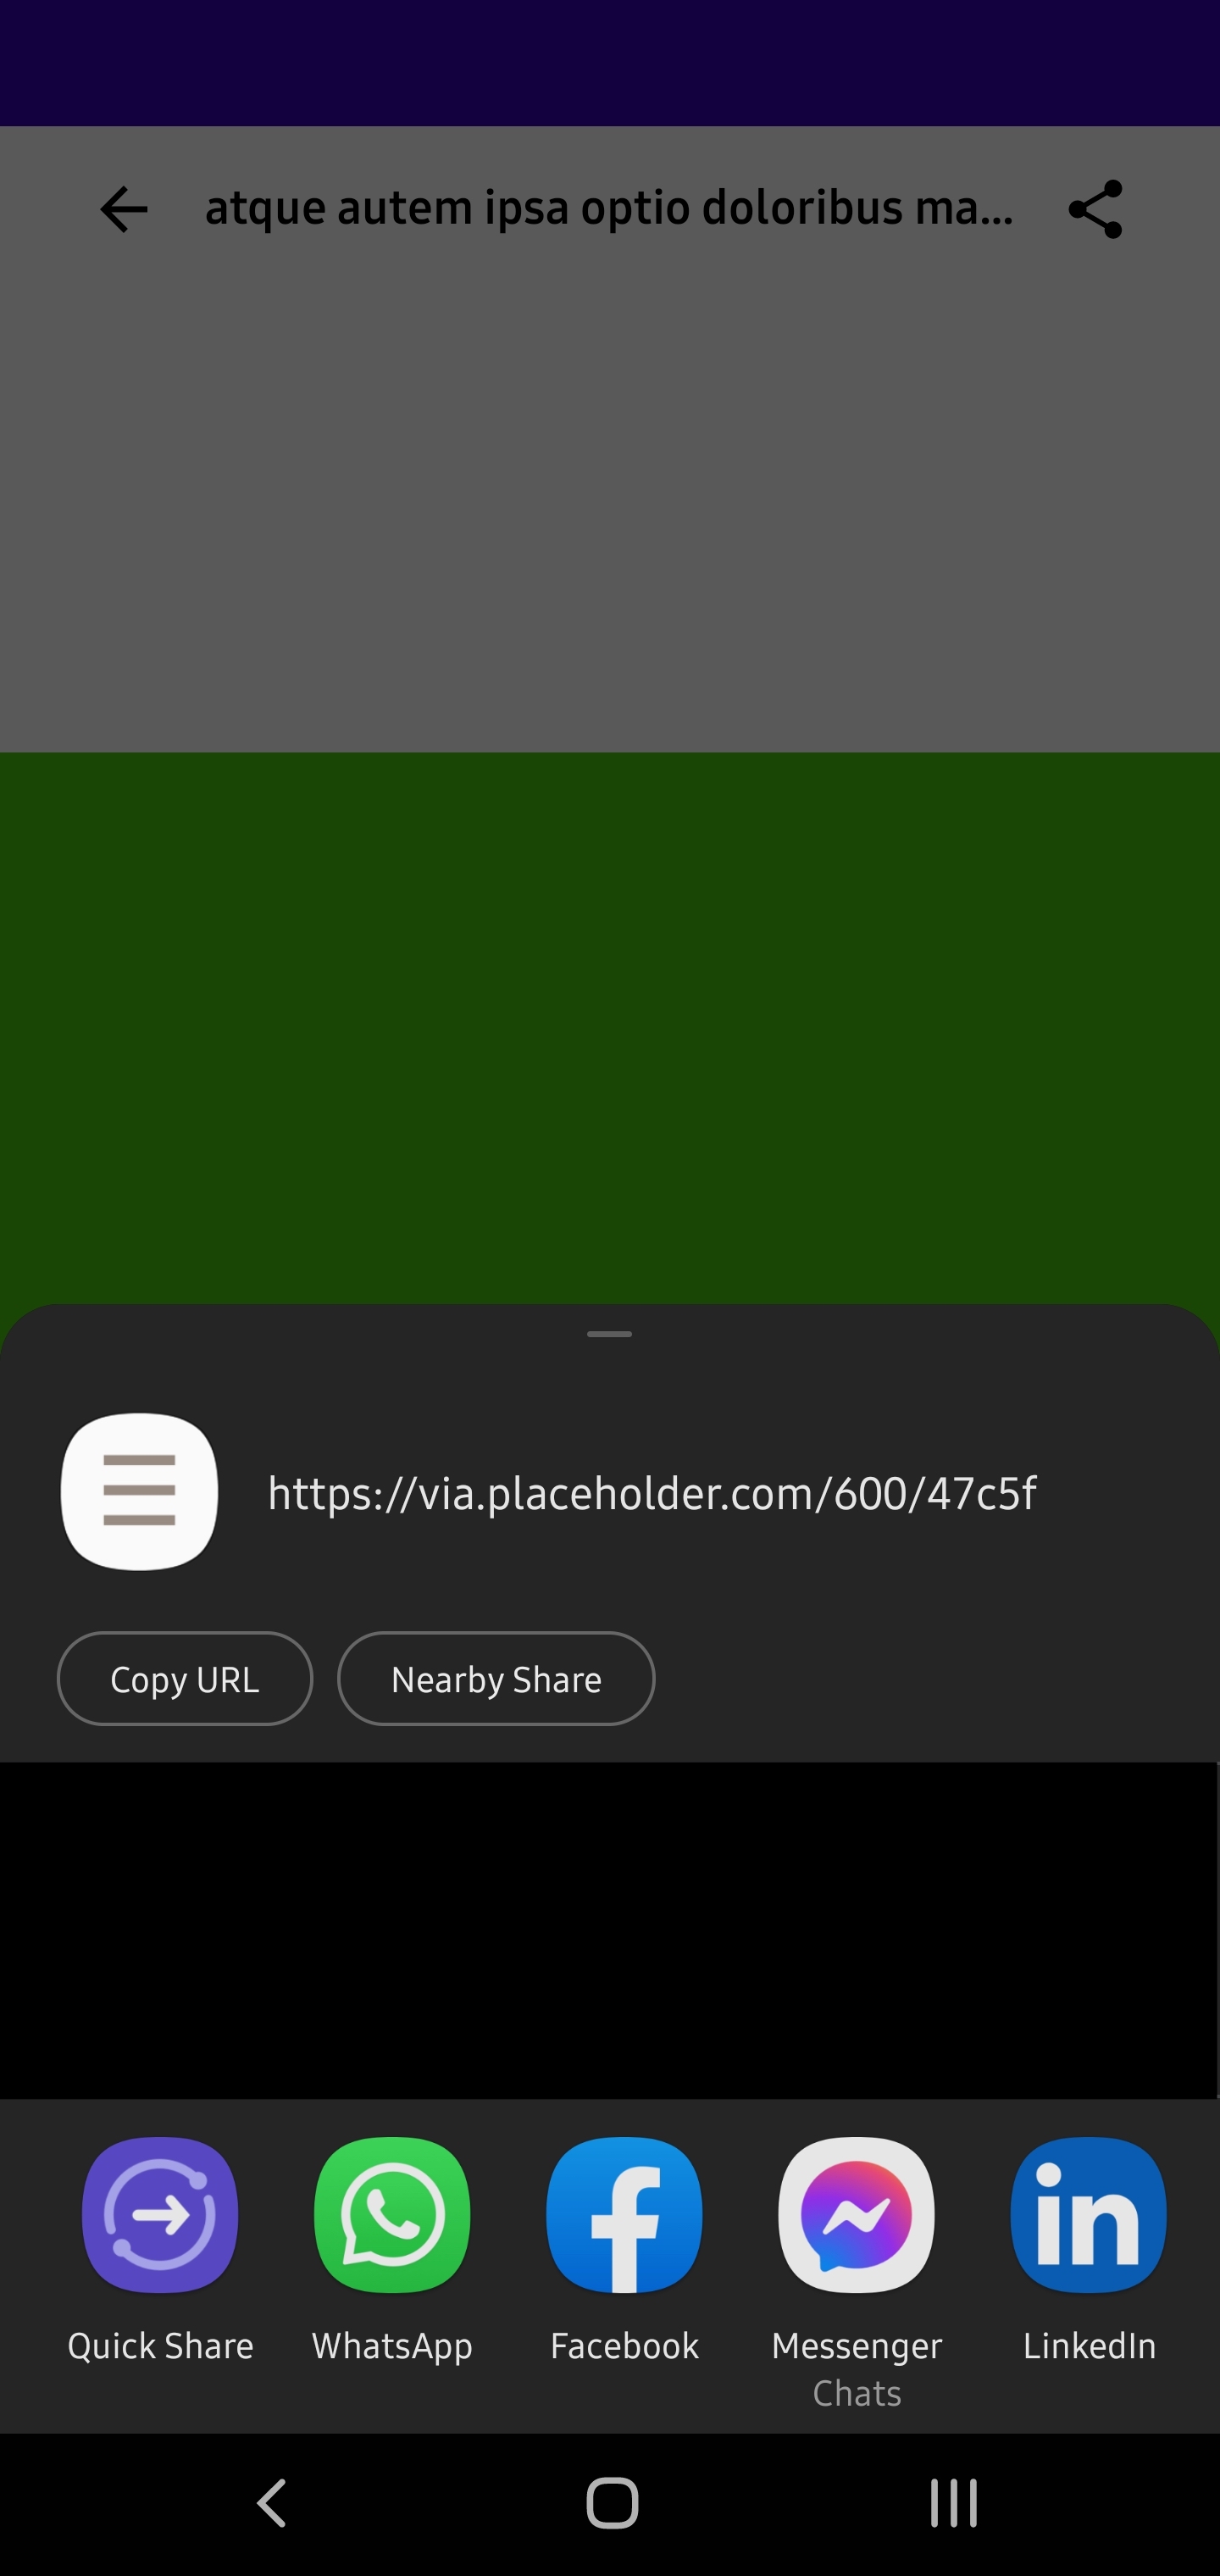 atque autem ipsa optio doloribus ma...
https://via.placeholder.com/600/47c5f
Copy URL
Nearby Share
Quick Share
WhatsApp
Facebook
Messenger
Chats
LinkedIn